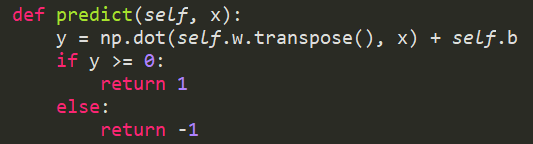 def predict(self, x):
    y = np.dot(self.w.transpose(), x) + self.b
    if y >= 0:
        return 1
    else:
        return -1